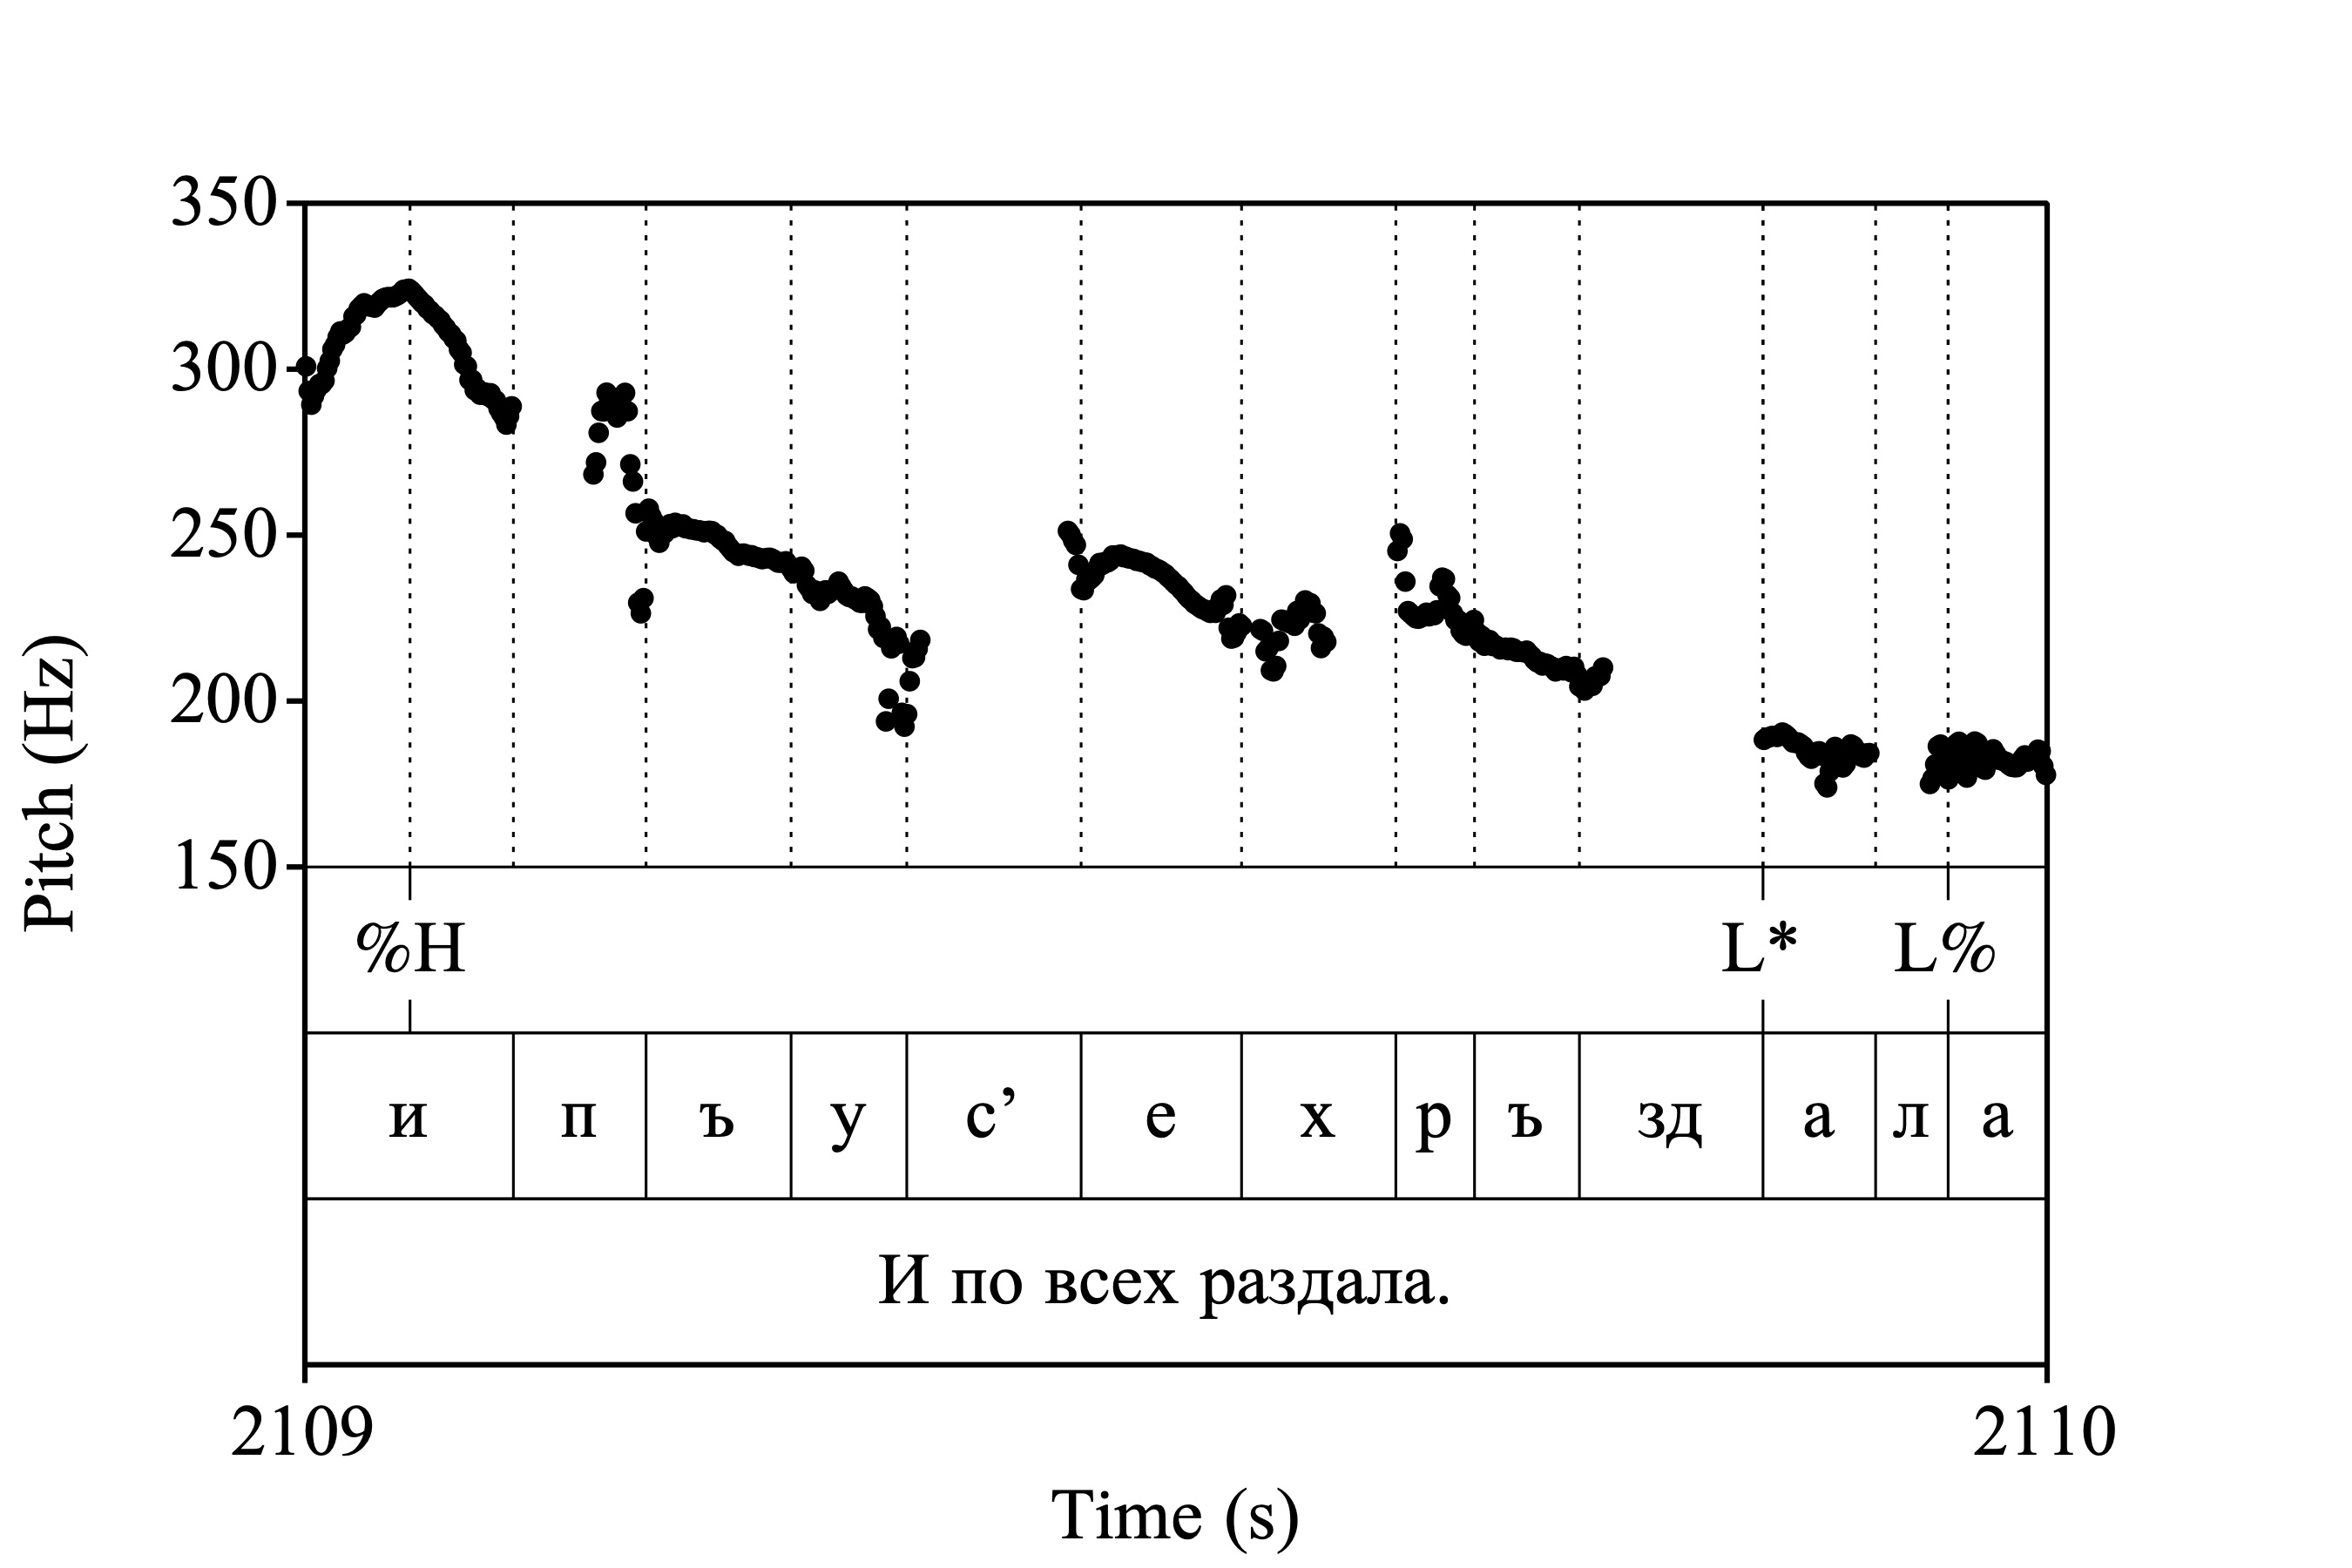 350
300
250
200
150
Pitch (Hz)
%H L* L%
и п ъ у с’ е х р ъ зд а л а
И по всех раздала.
2109 2110
Time (s)